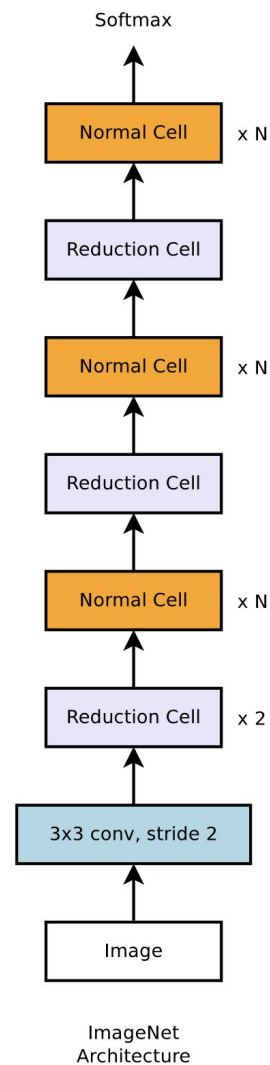 Softmax
Normal Cell x N
Reduction Cell
Normal Cell x N
Reduction Cell
Normal Cell x N
Reduction Cell x 2
3x3 conv, stride 2
Image
ImageNet
Architecture